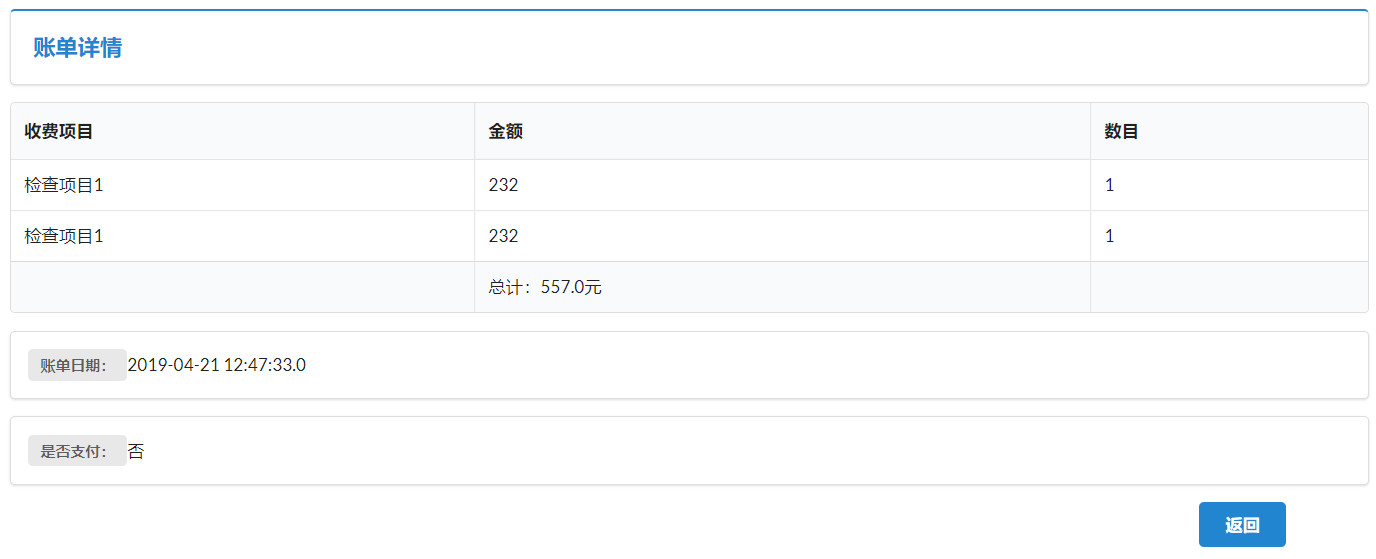 账单详情
收费项目 金额 数目
检查项目1 232 1
检查项目1 232 1
总计：557.0元
账单日期： 2019-04-21 12:47:33.0
是否支付： 否
返回